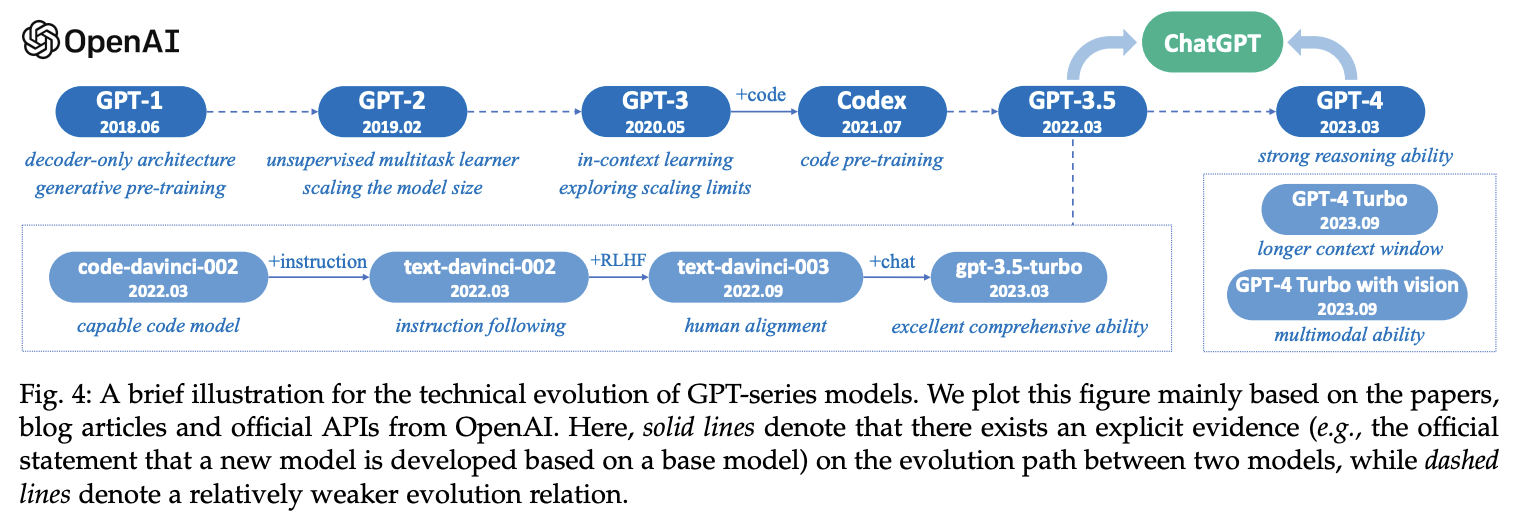 OpenAI
ChatGPT
GPT-1
2018.06
GPT-2
2019.02
GPT-3
2020.05
+code
Codex
2021.07
GPT-3.5
2022.03
GPT-4
2023.03
decoder-only architecture
generative pre-training
unsupervised multitask learner
scaling the model size
in-context learning
exploring scaling limits
code pre-training
strong reasoning ability
code-davinci-002
2022.03
+instruction
text-davinci-002
2022.03
+RLHF
text-davinci-003
2022.09
+chat
gpt-3.5-turbo
2023.03
capable code model
instruction following
human alignment
excellent comprehensive ability
GPT-4 Turbo
2023.09
longer context window
GPT-4 Turbo with vision
2023.09
multimodal ability
Fig. 4: A brief illustration for the technical evolution of GPT-series models. We plot this figure mainly based on the papers,
blog articles and official APIs from OpenAI. Here, solid lines denote that there exists an explicit evidence (e.g., the official
statement that a new model is developed based on a base model) on the evolution path between two models, while dashed
lines denote a relatively weaker evolution relation.